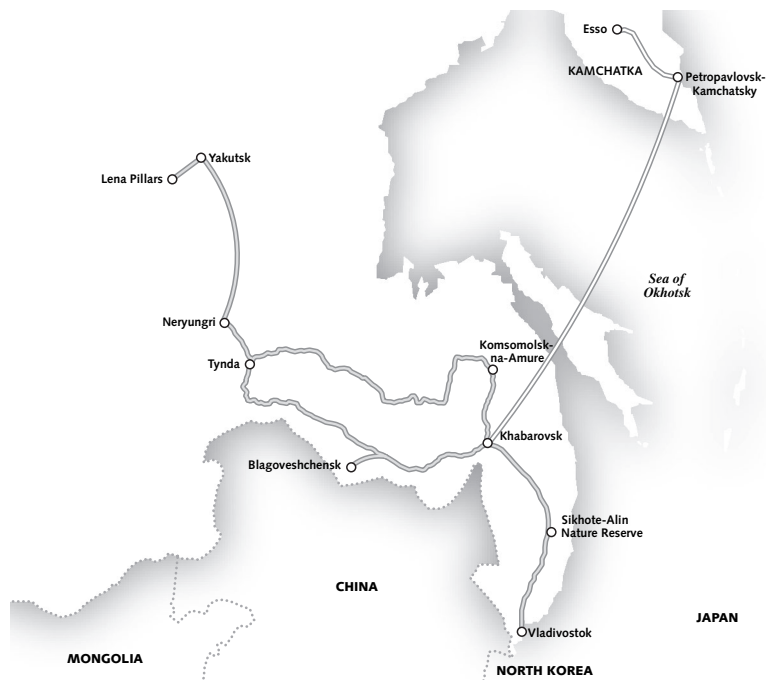 Esso
KAMCHATKA
Petropavlovsk-
Kamchatsky
Yakutsk
Lena Pillars
Sea of
Okhotsk
Neryungri
Komsomolsk-
na-Amure
Tynda
Khabarovsk
Blagoveshchensk
Sikhote-Alin
Nature Reserve
CHINA
JAPAN
Vladivostok
MONGOLIA
NORTH KOREA